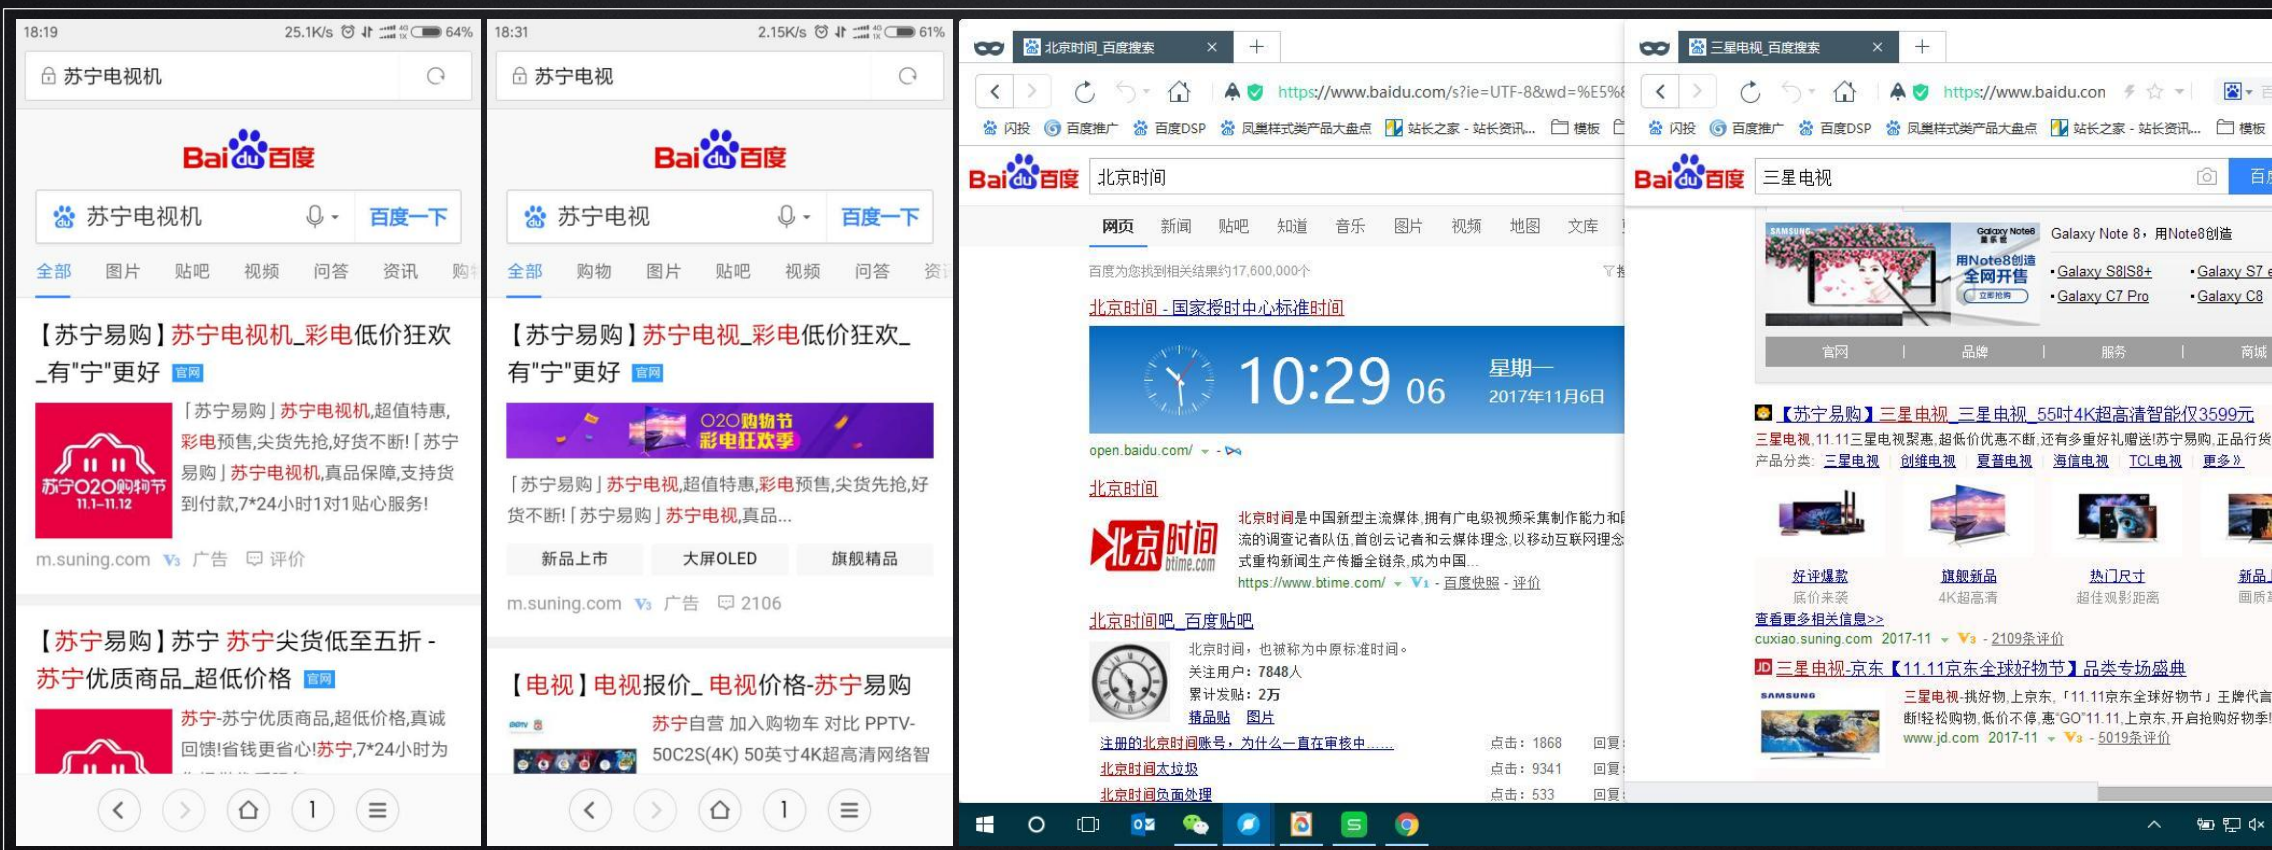 18:19
25.1K/s
64%
苏宁电视机
Bai du 百度
苏宁电视机
百度一下
全部 图片 贴吧 视频 问答 资讯
【苏宁易购】苏宁电视机_彩电低价狂欢
_有"宁"更好 官网
苏宁O2O购物节
11.1-11.12
「苏宁易购」苏宁电视机,超值特惠,
彩电预售,尖货先抢,好货不断!「苏宁
易购」苏宁电视机,真品保障,支持货
到付款,7*24小时1对1贴心服务!
m.suning.com V3 广告 评价
【苏宁易购】苏宁 苏宁尖货低至五折 -
苏宁优质商品_超低价格 官网
苏宁-苏宁优质商品,超低价格,真诚
回馈!省钱更省心!苏宁,7*24小时为
1
18:31
2.15K/s
61%
苏宁电视
Bai du 百度
苏宁电视
百度一下
全部 购物 图片 贴吧 视频 问答
【苏宁易购】苏宁电视_彩电低价狂欢_
有"宁"更好 官网
O2O购物节
彩电狂欢季
「苏宁易购」苏宁电视,超值特惠,彩电预售,尖货先抢,好
货不断!「苏宁易购」苏宁电视,真品...
新品上市 大屏OLED 旗舰精品
m.suning.com V3 广告 2106
【电视】电视报价_ 电视价格-苏宁易购
苏宁自营 加入购物车 对比 PPTV-
50C2S(4K) 50英寸4K超高清网络智
1
北京时间_百度搜索
https://www.baidu.com/s?ie=UTF-8&wd=%E5%
闪投 百度推广 百度DSP 凤巢样式类产品大盘点 站长之家 - 站长资讯... 模板
Bai du 百度
北京时间
网页 新闻 贴吧 知道 音乐 图片 视频 地图 文库
百度为您找到相关结果约17,600,000个
北京时间 - 国家授时中心标准时间
10:29 06
星期一
2017年11月6日
open.baidu.com/
北京时间
北京时间
btime.com
北京时间是中国新型主流媒体,拥有广电级视频采集制作能力和
流的调查记者队伍,首创云记者和云媒体理念,以移动互联网理念
式重构新闻生产传播全链条,成为中国...
https://www.btime.com/ V1 - 百度快照 - 评价
北京时间吧_百度贴吧
北京时间，也被称为中原标准时间。
关注用户：7848人
累计发贴：2万
精品贴 图片
注册的北京时间账号，为什么一直在审核中...... 点击：1868 回复
北京时间太垃圾 点击：9341 回复
北京时间负面处理 点击：533 回复
三星电视_百度搜索
https://www.baidu.com
闪投 百度推广 百度DSP 凤巢样式类产品大盘点 站长之家 - 站长资讯... 模板
Bai du 百度
三星电视
SAMSUNG
Galaxy Note8
用Note8创造
全网开售
立即抢购
Galaxy Note 8，用Note8创造
Galaxy S8|S8+ Galaxy S7 e
Galaxy C7 Pro Galaxy C8
官网 | 品牌 | 服务 | 商城
【苏宁易购】三星电视_三星电视_55吋4K超高清智能仅3599元
三星电视,11.11三星电视聚惠,超低价优惠不断,还有多重好礼赠送!苏宁易购,正品行货
产品分类: 三星电视 创维电视 夏普电视 海信电视 TCL电视 更多》
好评爆款 旗舰新品 热门尺寸 新品
底价来袭 4K超高清 超佳观影距离 画质
查看更多相关信息>>
cuxiao.suning.com 2017-11 V3 - 2109条评价
JD 三星电视-京东【11.11京东全球好物节】品类专场盛典
SAMSUNG
三星电视-挑好物,上京东,「11.11京东全球好物节」王牌代言
断!轻松购物,低价不停,惠"GO"11.11,上京东,开启抢购好物季!
www.jd.com 2017-11 V3 - 5019条评价